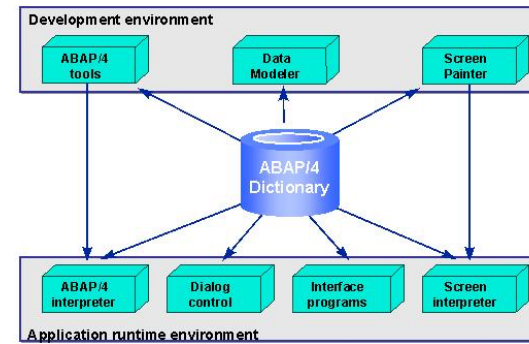 Development environment
ABAP/4
tools
Data
Modeler
Screen
Painter
ABAP/4
Dictionary
ABAP/4
interpreter
Dialog
control
Interface
programs
Screen
interpreter
Application runtime environment